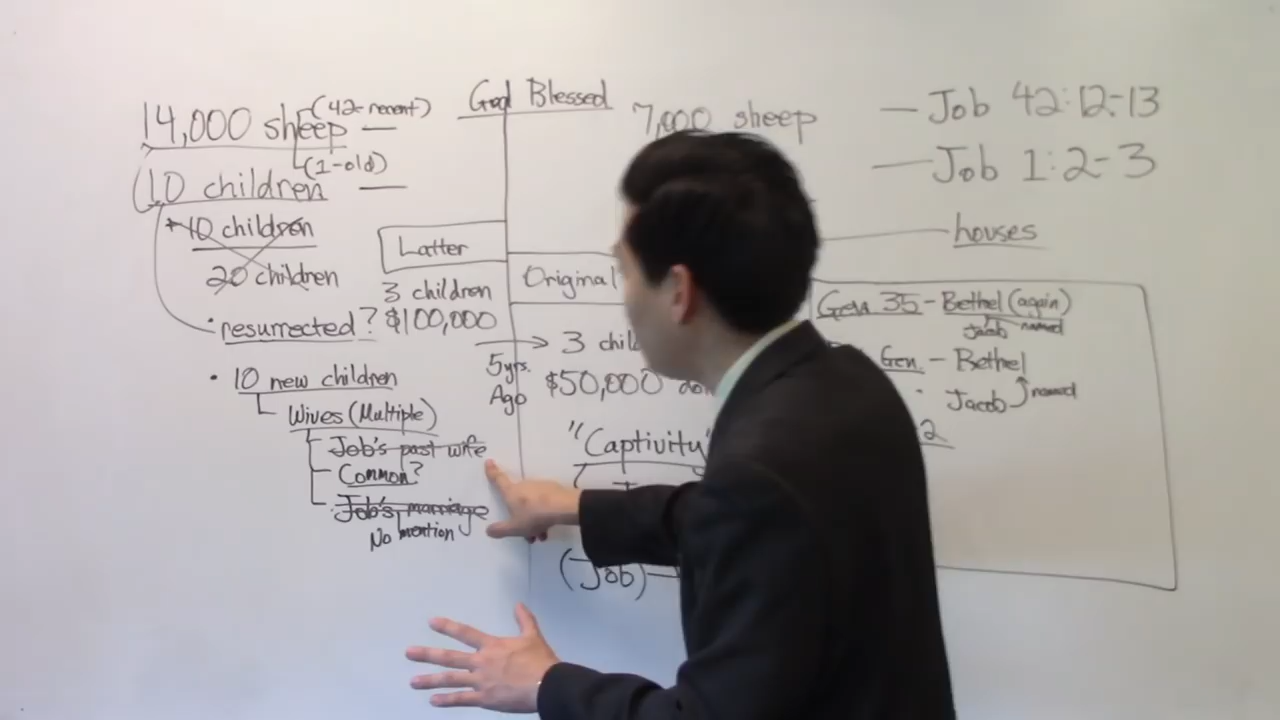 God Blessed
14,000 sheep — (42-recent)
(1-old)
(10 children —
+10 children
20 children
• resurrected?
• 10 new children
Wives (Multiple)
Job's past wife
Common?
Job's marriage
No mention
Latter
3 children
$100,000
5yrs.
Ago
7,000 sheep
Original
3
$50,000
"Captivity"
(Job)
— Job 42:12-13
— Job 1:2-3
houses
Gen 35 - Bethel (again)
Jacob named
Gen. - Bethel
• Jacob named
2